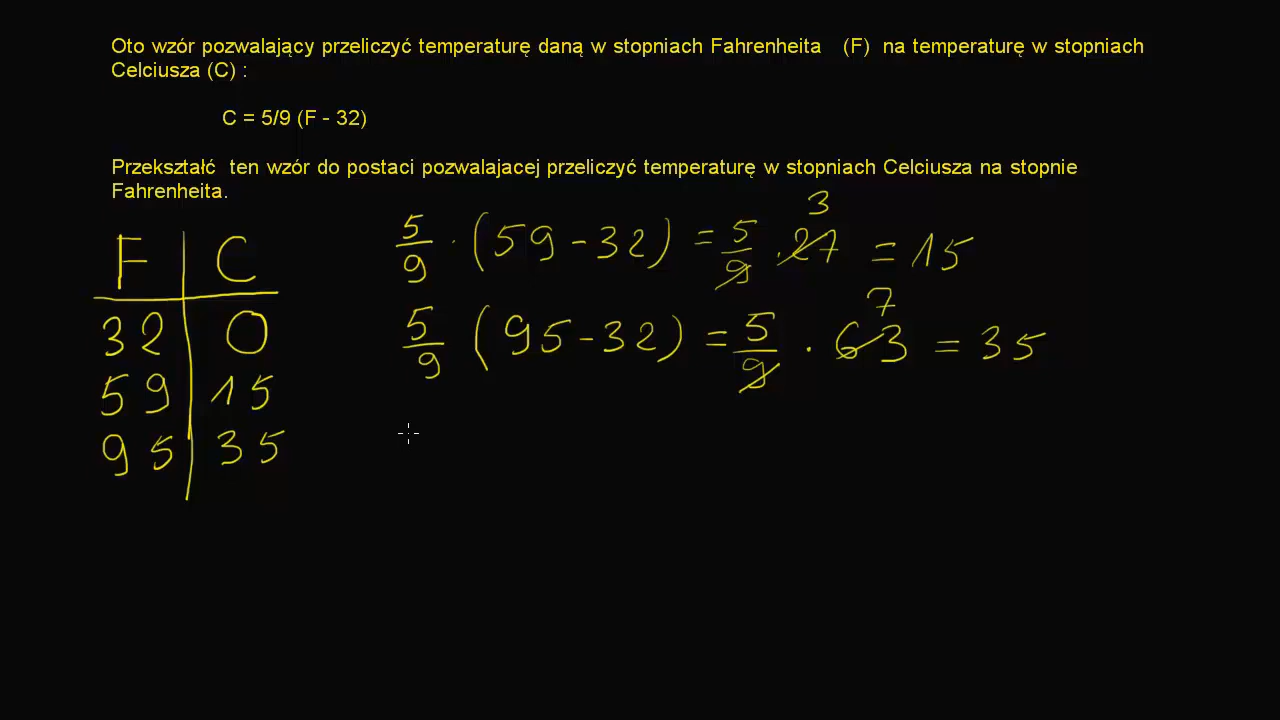 Oto wzór pozwalający przeliczyć temperaturę daną w stopniach Fahrenheita (F) na temperaturę w stopniach
Celciusza (C) :
C = 5/9 (F - 32)
Przekształć ten wzór do postaci pozwalajacej przeliczyć temperaturę w stopniach Celciusza na stopnie
Fahrenheita.
F C
32 0
59 15
95 35
3
5/9 · (59 - 32) = 5/9 · 27 = 15
7
5/9 (95 - 32) = 5/9 · 63 = 35